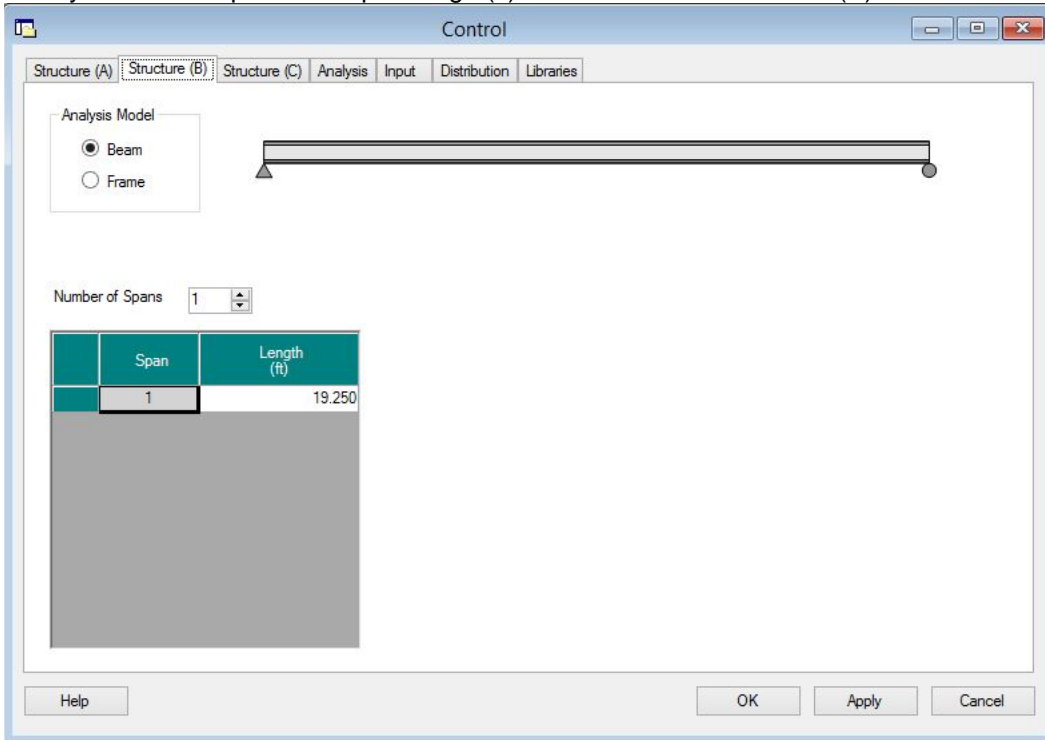 Control
Structure (A) Structure (B) Structure (C) Analysis Input Distribution Libraries
Analysis Model
Beam
Frame
Number of Spans 1
Span Length (ft)
1 19.250
Help OK Apply Cancel